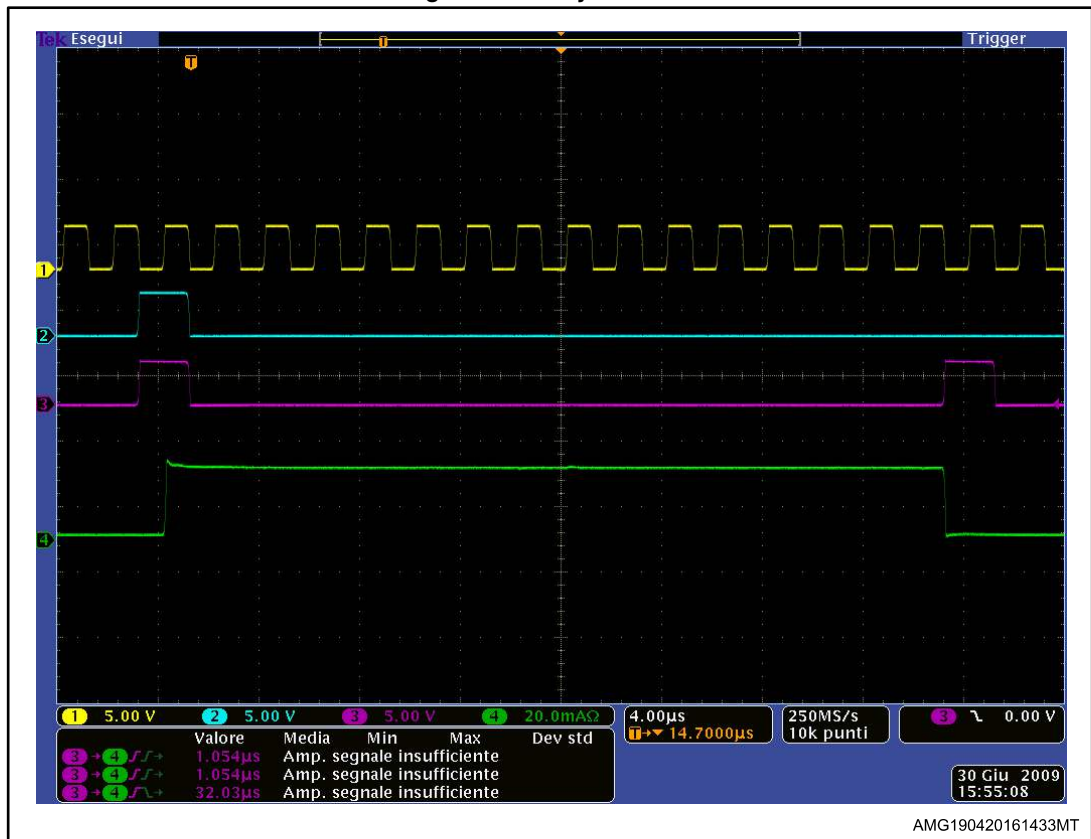 Tek Esegui
Trigger
T
T
1
2
3
4
1 5.00 V 2 5.00 V 3 5.00 V 4 20.0mAΩ
4.00µs
T→▼ 14.7000µs
250MS/s
10k punti
3 0.00 V
Valore Media Min Max Dev std
3 → 4 1.054µs Amp. segnale insufficiente
3 → 4 1.054µs Amp. segnale insufficiente
3 → 4 32.03µs Amp. segnale insufficiente
30 Giu 2009
15:55:08
AMG190420161433MT